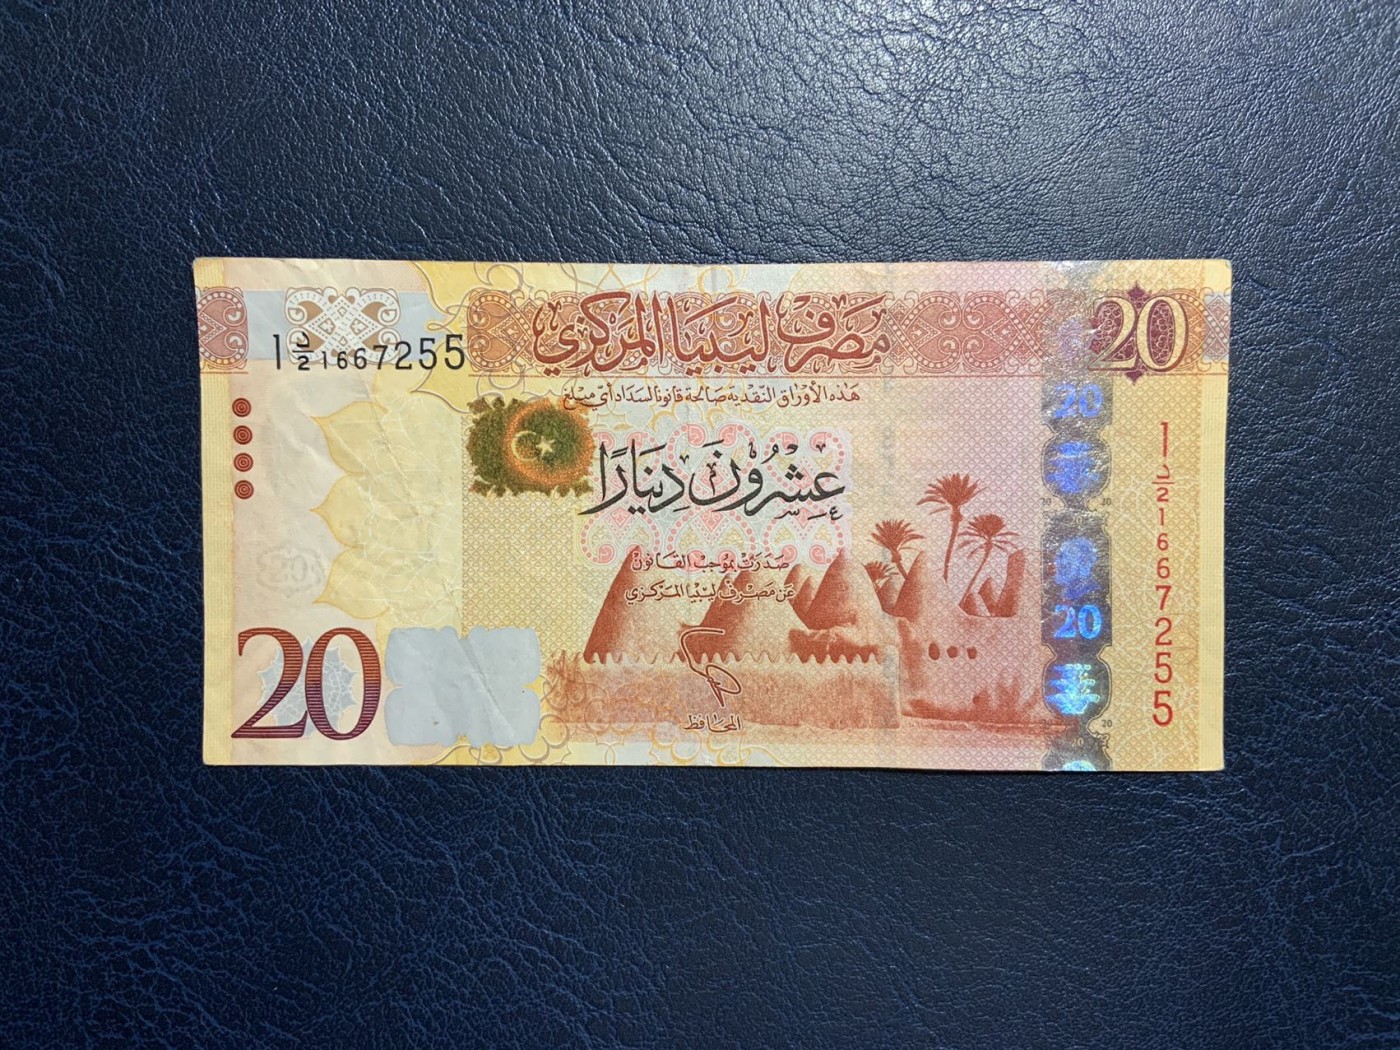 مصرف ليبيا المركزي
20
1 د/2 1667255
هذه الأوراق النقدية صالحة قانونا لسداد أي مبلغ
20
عشرون دينارًا
1 د/2 1667255
صدرت بموجب القانون
عن مصرف ليبيا المركزي
20
20
المحافظ